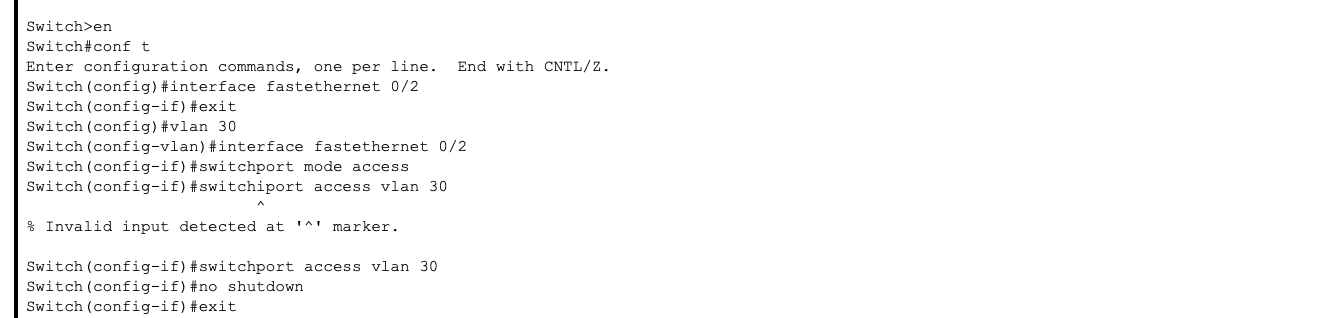 Switch>en
Switch#conf t
Enter configuration commands, one per line.  End with CNTL/Z.
Switch(config)#interface fastethernet 0/2
Switch(config-if)#exit
Switch(config)#vlan 30
Switch(config-vlan)#interface fastethernet 0/2
Switch(config-if)#switchport mode access
Switch(config-if)#switchiport access vlan 30
                        ^
% Invalid input detected at '^' marker.

Switch(config-if)#switchport access vlan 30
Switch(config-if)#no shutdown
Switch(config-if)#exit